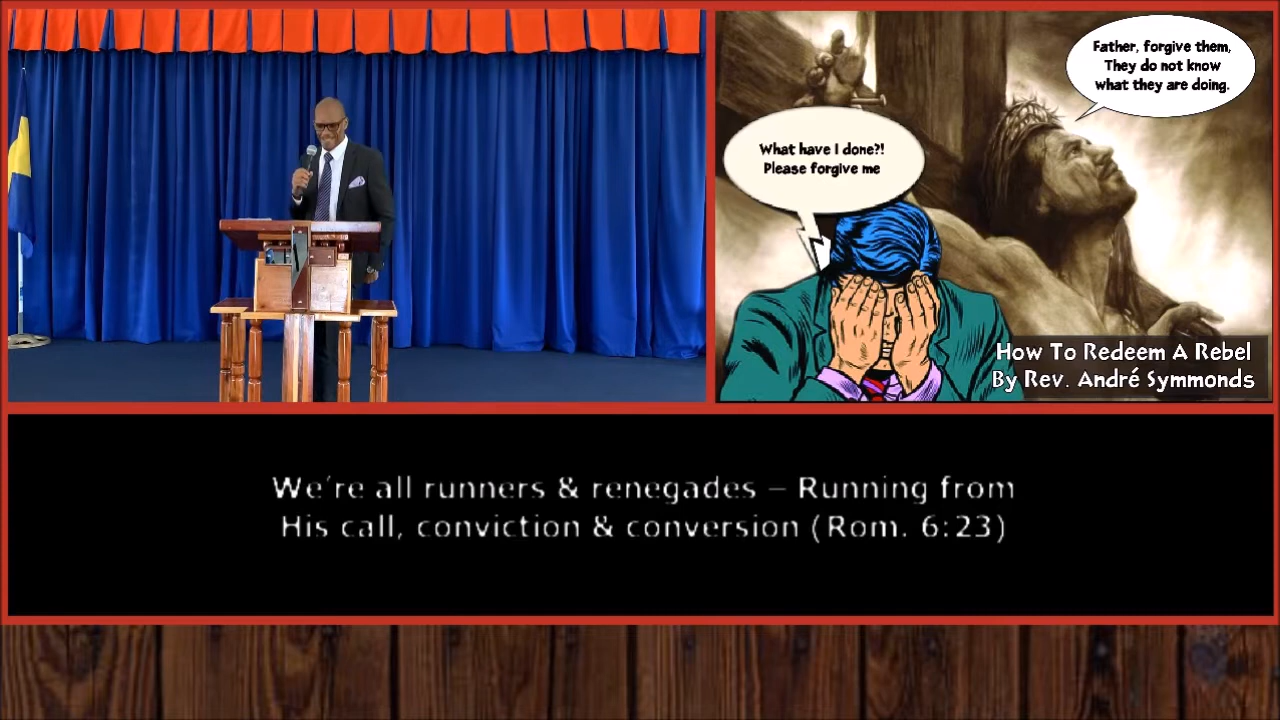 Father, forgive them,
They do not know
what they are doing.
What have I done?!
Please forgive me
How To Redeem A Rebel
By Rev. André Symmonds
We're all runners & renegades – Running from
His call, conviction & conversion (Rom. 6:23)